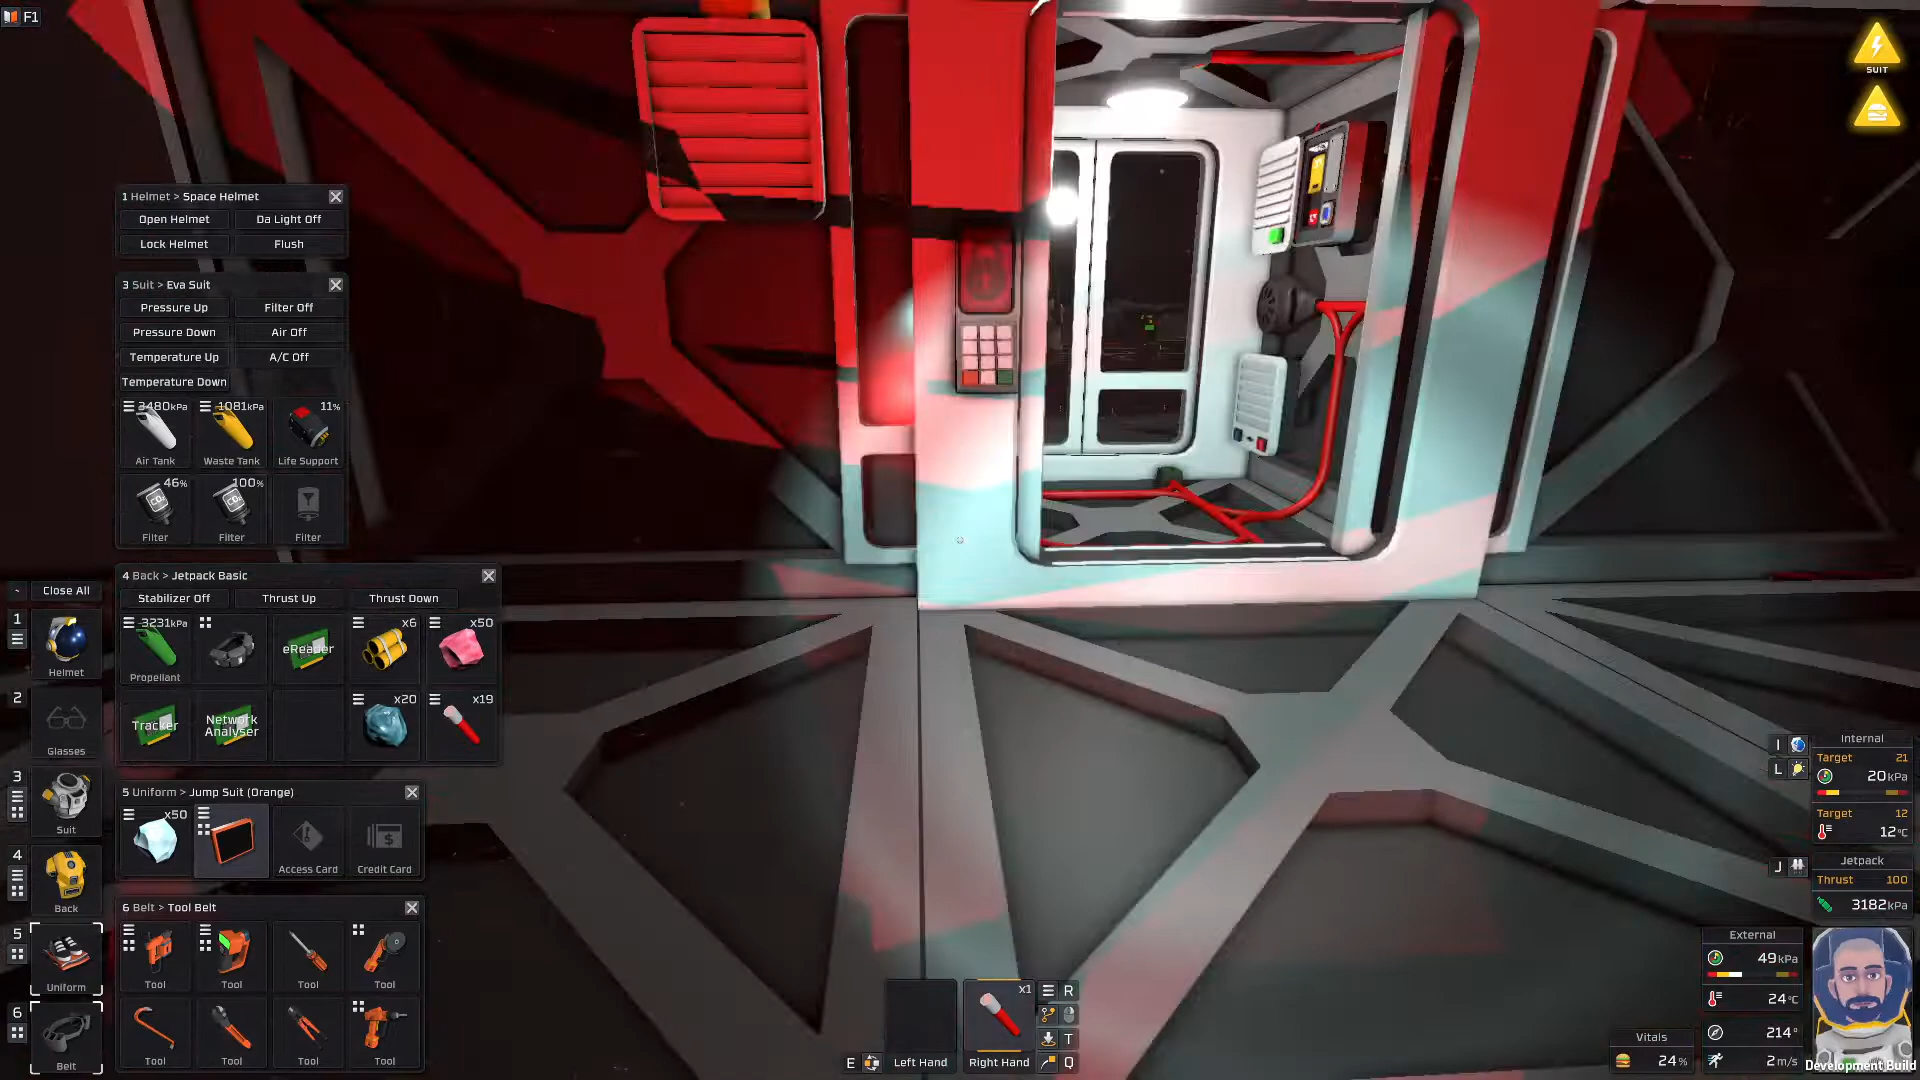 F1
SUIT
1 Helmet > Space Helmet
Open Helmet Da Light Off
Lock Helmet Flush
3 Suit > Eva Suit
Pressure Up Filter Off
Pressure Down Air Off
Temperature Up A/C Off
Temperature Down
3480kPa 1081kPa 11%
Air Tank Waste Tank Life Support
46% 100%
Filter Filter Filter
4 Back > Jetpack Basic
Stabilizer Off Thrust Up Thrust Down
3231kPa x6 x50
eReader
Propellant
x20 x19
Tracker Network Analyser
5 Uniform > Jump Suit (Orange)
x50
Access Card Credit Card
6 Belt > Tool Belt
Tool Tool Tool Tool
Tool Tool Tool Tool
Close All
1
Helmet
2
Glasses
3
Suit
4
Back
5
Uniform
6
Belt
E Left Hand
x1
Right Hand
R
T
Q
Internal
I Target 21
L 20kPa
Target 12
12°C
Jetpack
J Thrust 100
3182kPa
External
49kPa
24°C
214°
2m/s
Vitals
24%
Development Build